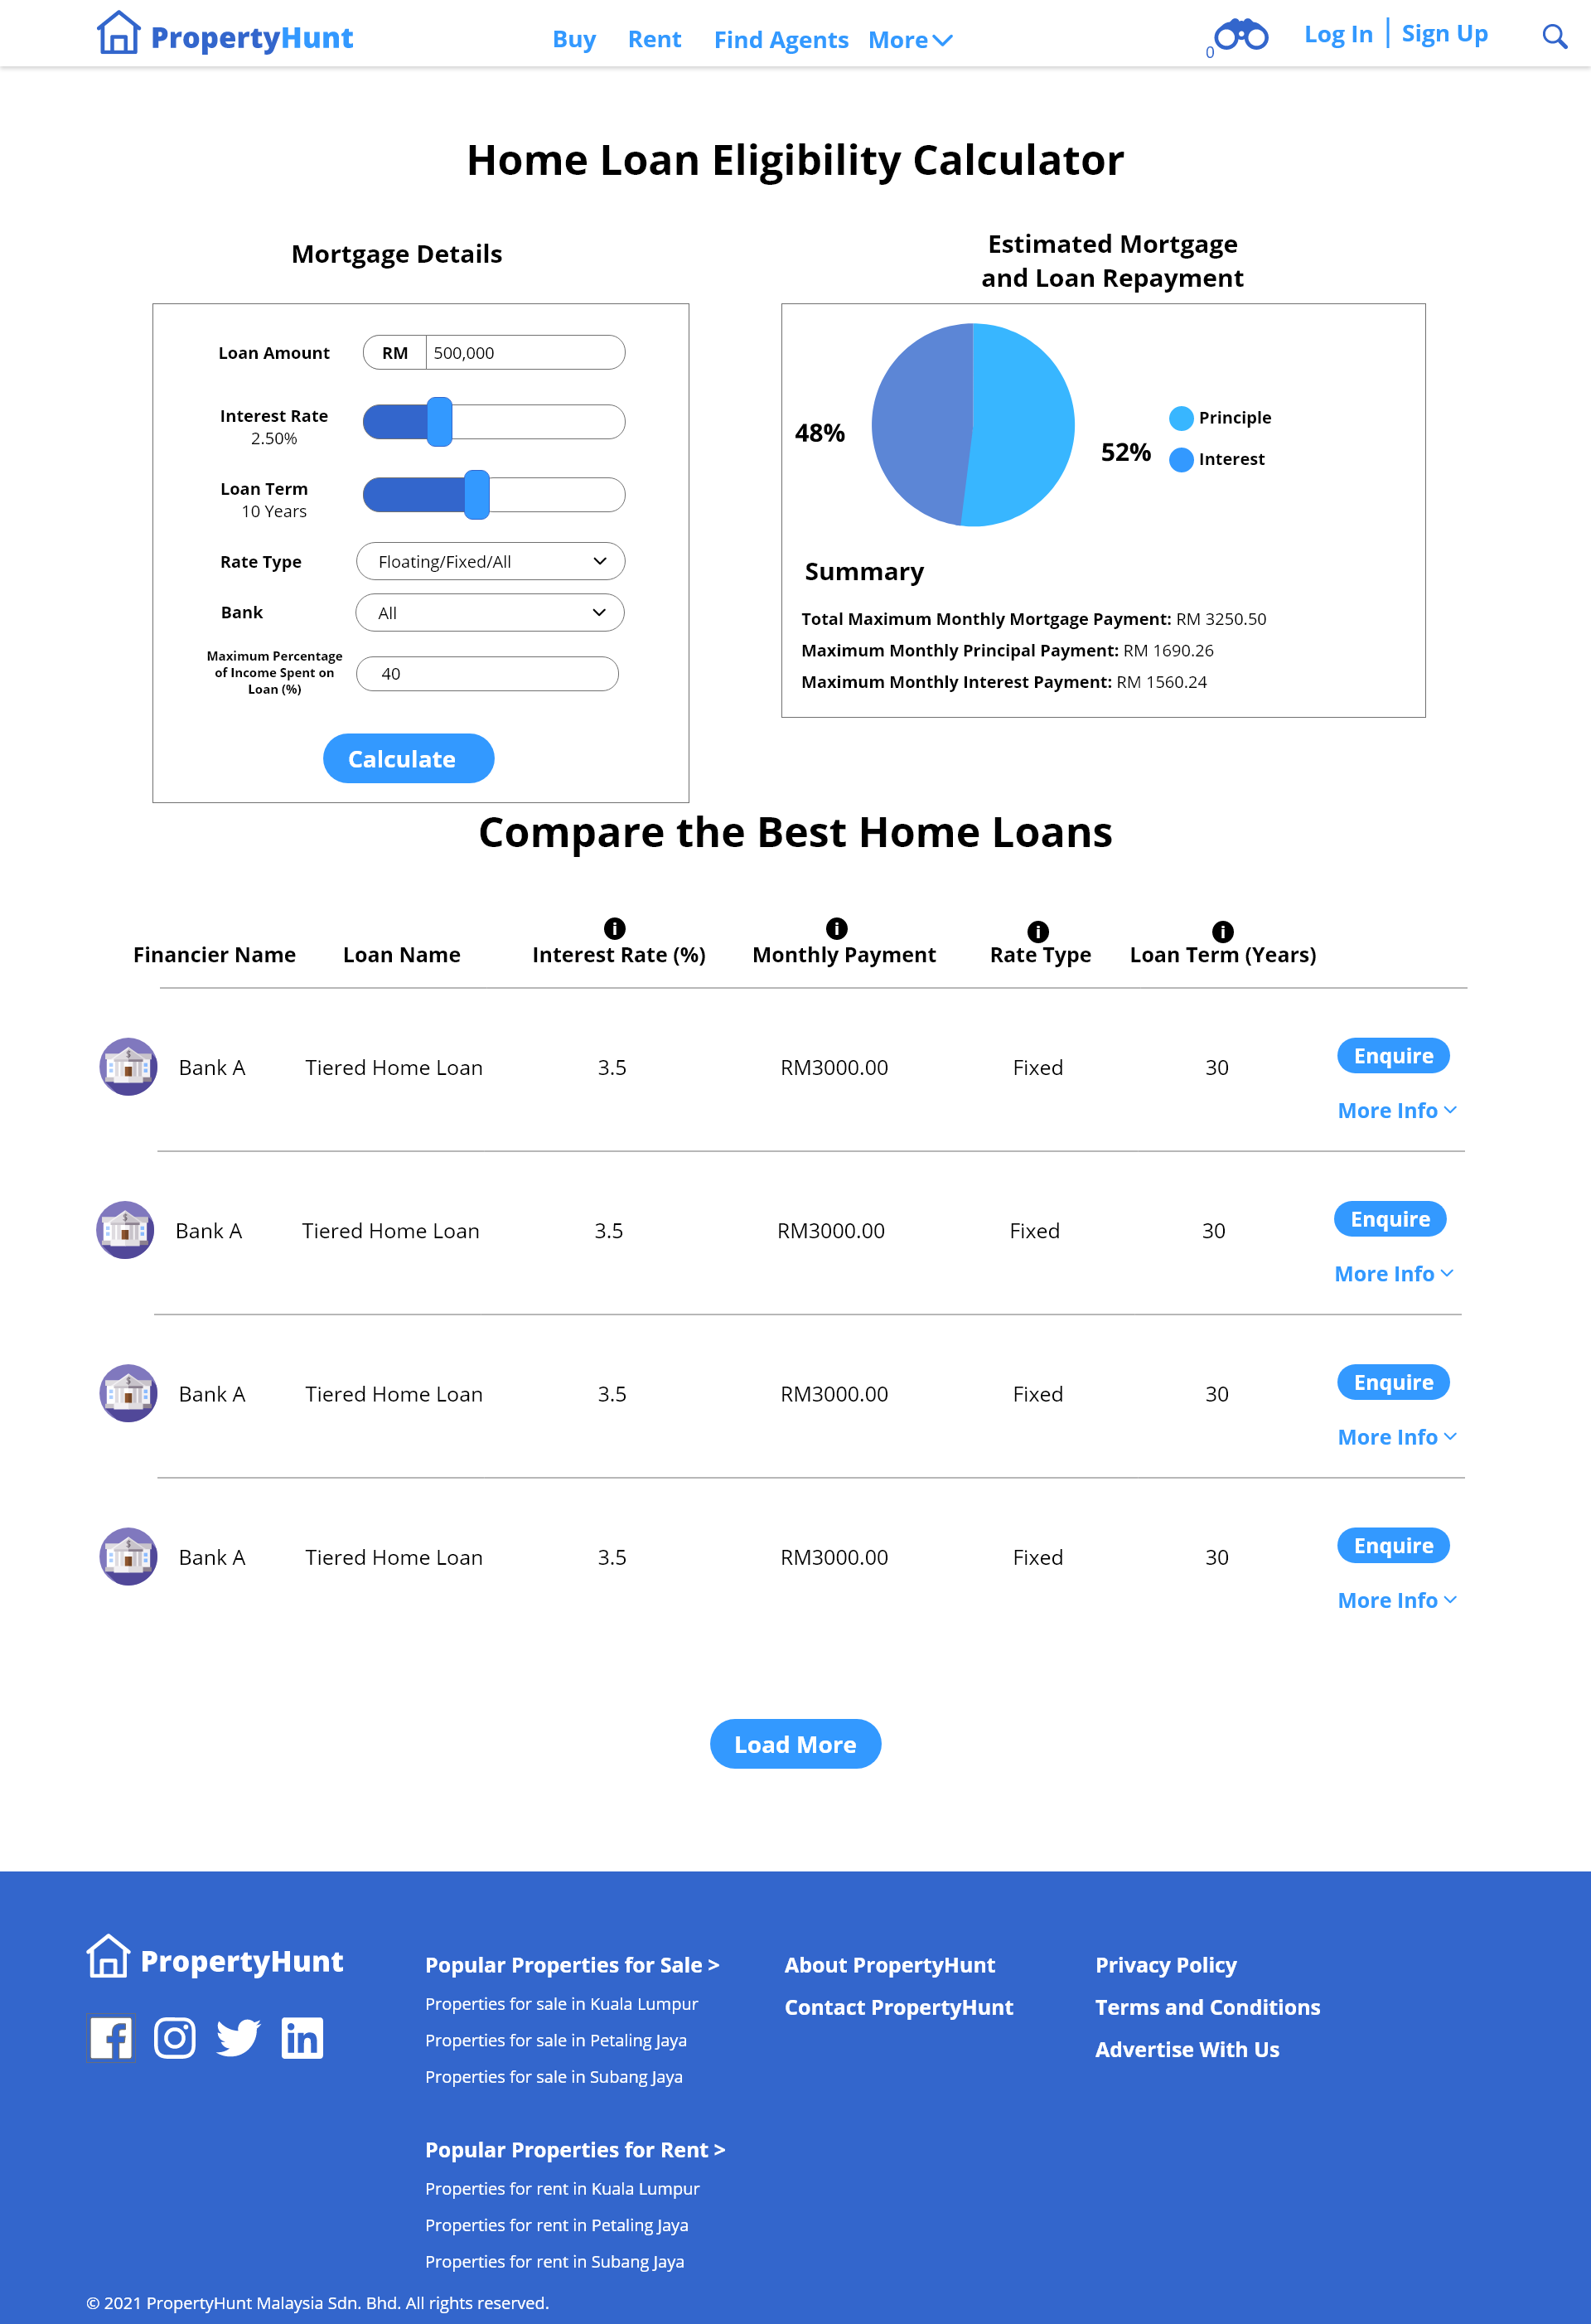 PropertyHunt
Buy Rent Find Agents More
0
Log In | Sign Up
Home Loan Eligibility Calculator
Mortgage Details
Loan Amount RM 500,000
Interest Rate
2.50%
Loan Term
10 Years
Rate Type Floating/Fixed/All
Bank All
Maximum Percentage
of Income Spent on
Loan (%)
40
Calculate
Estimated Mortgage
and Loan Repayment
48%
52%
Principle
Interest
Summary
Total Maximum Monthly Mortgage Payment: RM 3250.50
Maximum Monthly Principal Payment: RM 1690.26
Maximum Monthly Interest Payment: RM 1560.24
Compare the Best Home Loans
i i i i
Financier Name Loan Name Interest Rate (%) Monthly Payment Rate Type Loan Term (Years)
Bank A Tiered Home Loan 3.5 RM3000.00 Fixed 30 Enquire
More Info
Bank A Tiered Home Loan 3.5 RM3000.00 Fixed 30 Enquire
More Info
Bank A Tiered Home Loan 3.5 RM3000.00 Fixed 30 Enquire
More Info
Bank A Tiered Home Loan 3.5 RM3000.00 Fixed 30 Enquire
More Info
Load More
PropertyHunt
Popular Properties for Sale >
Properties for sale in Kuala Lumpur
Properties for sale in Petaling Jaya
Properties for sale in Subang Jaya
Popular Properties for Rent >
Properties for rent in Kuala Lumpur
Properties for rent in Petaling Jaya
Properties for rent in Subang Jaya
About PropertyHunt
Contact PropertyHunt
Privacy Policy
Terms and Conditions
Advertise With Us
© 2021 PropertyHunt Malaysia Sdn. Bhd. All rights reserved.